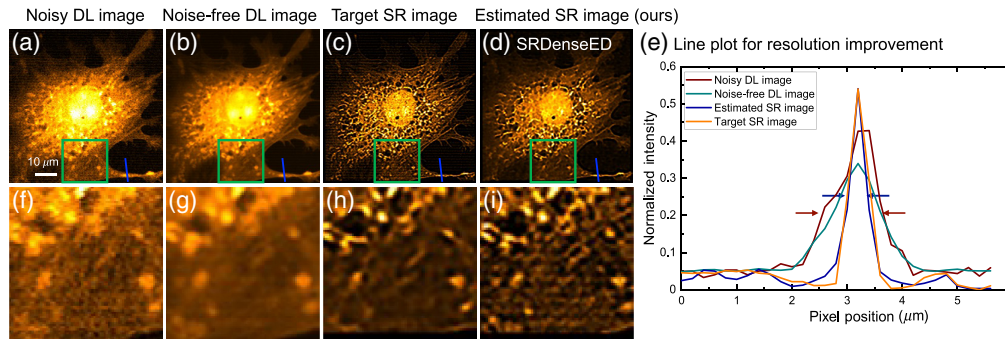 Noisy DL image Noise-free DL image Target SR image Estimated SR image (ours)
(a) (b) (c) (d) SRDenseED
10 μm
(f) (g) (h) (i)
(e) Line plot for resolution improvement
Noisy DL image
Noise-free DL image
Estimated SR image
Target SR image
Normalized intensity
0,6
0,5
0,4
0,3
0,2
0,1
0
0 1 2 3 4 5
Pixel position (μm)